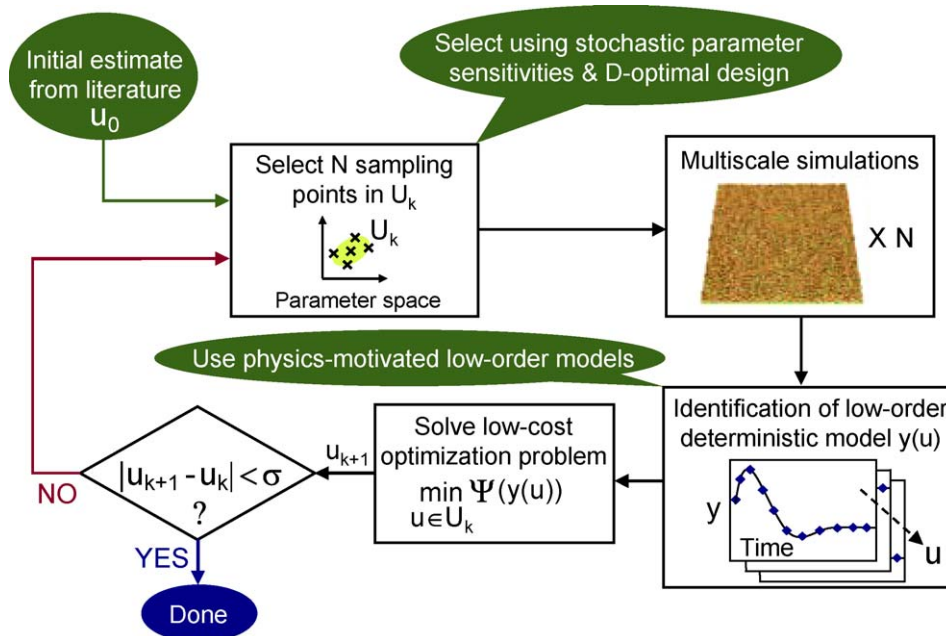 Initial estimate
from literature
u0
Select using stochastic parameter
sensitivities & D-optimal design
Select N sampling
points in Uk
Uk
Parameter space
Multiscale simulations
X N
Use physics-motivated low-order models
Identification of low-order
deterministic model y(u)
y
Time
u
Solve low-cost
optimization problem
min Ψ(y(u))
u∈Uk
uk+1
|uk+1 - uk| < σ
?
NO
YES
Done